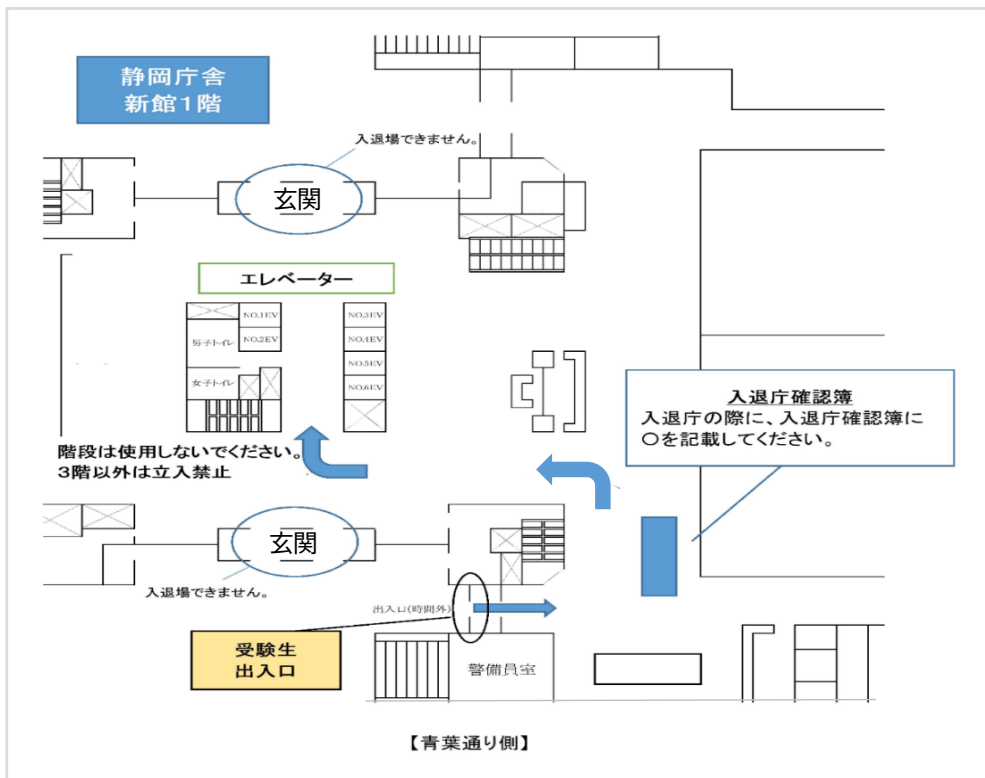 静岡庁舎
新館１階
入退場できません。
玄関
エレベーター
NO.1EV
NO.2EV
男子トイレ
女子トイレ
NO.3EV
NO.4EV
NO.5EV
NO.6EV
入退庁確認簿
入退庁の際に、入退庁確認簿に
○を記載してください。
階段は使用しないでください。
３階以外は立入禁止
玄関
入退場できません。
出入口(時間外)
受験生
出入口
警備員室
【青葉通り側】